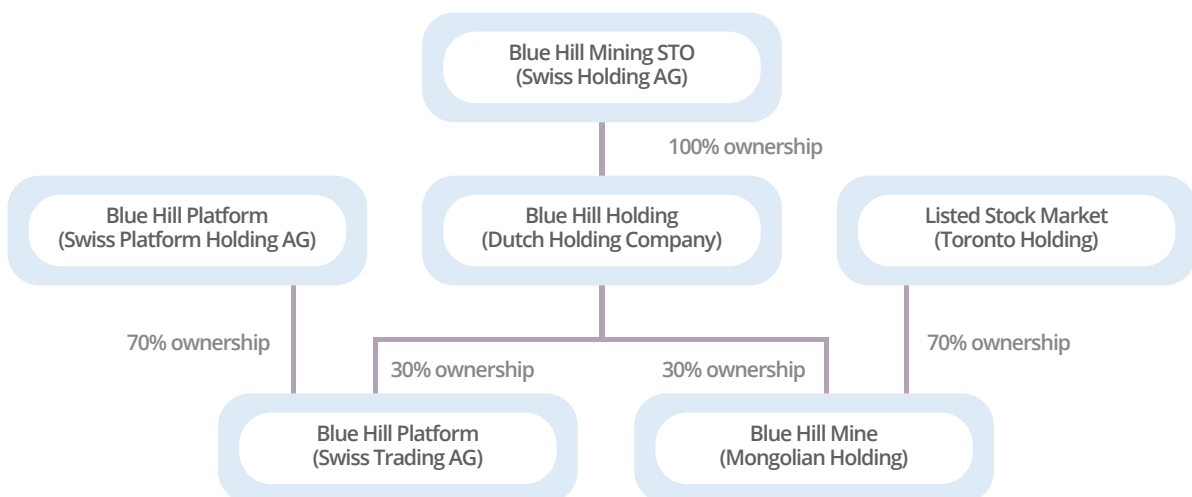 Blue Hill Mining STO
(Swiss Holding AG)
100% ownership
Blue Hill Platform
(Swiss Platform Holding AG)
Blue Hill Holding
(Dutch Holding Company)
Listed Stock Market
(Toronto Holding)
70% ownership
30% ownership
30% ownership
70% ownership
Blue Hill Platform
(Swiss Trading AG)
Blue Hill Mine
(Mongolian Holding)